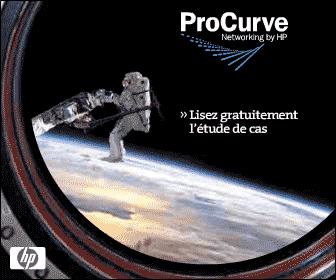 ProCurve
Networking by HP
» Lisez gratuitement
l'étude de cas
hp